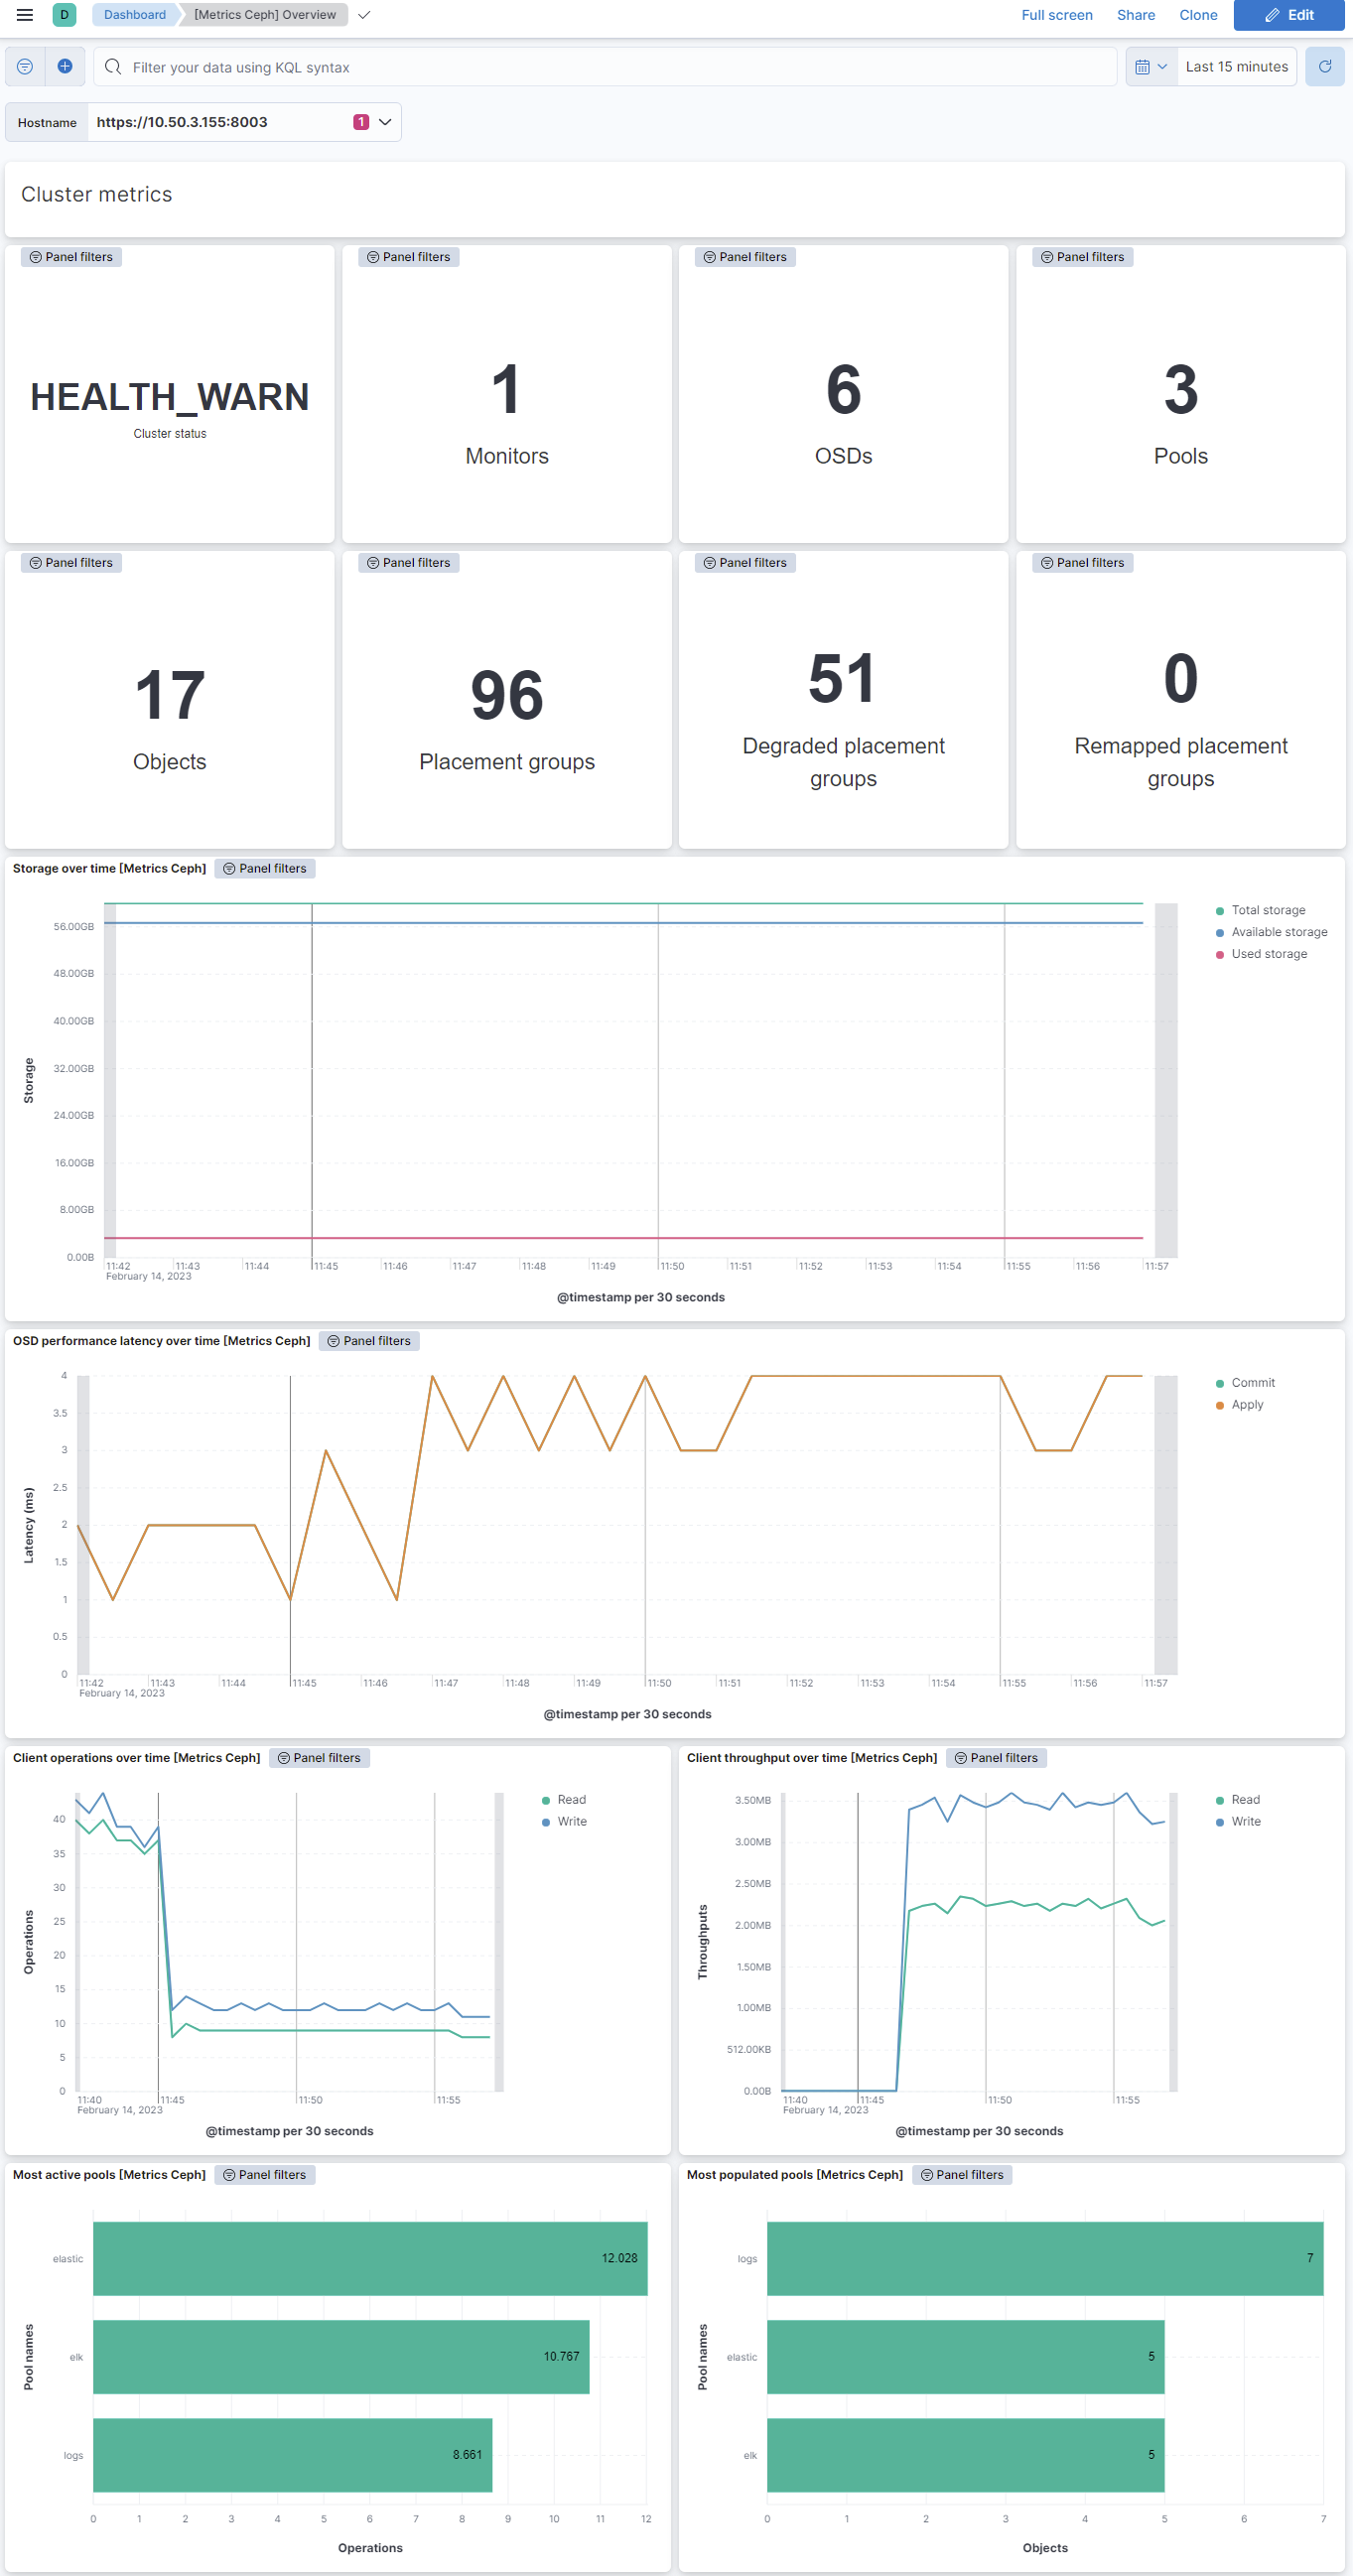 D Dashboard [Metrics Ceph] Overview Full screen Share Clone Edit
Filter your data using KQL syntax Last 15 minutes
Hostname https://10.50.3.155:8003 1
Cluster metrics
Panel filters Panel filters Panel filters Panel filters
HEALTH_WARN 1 6 3
Cluster status Monitors OSDs Pools
Panel filters Panel filters Panel filters Panel filters
17 96 51 0
Objects Placement groups Degraded placement Remapped placement
groups groups
Storage over time [Metrics Ceph] Panel filters
Total storage
Available storage
Used storage
56.00GB
48.00GB
40.00GB
32.00GB
24.00GB
16.00GB
8.00GB
0.00B
Storage
11:42 11:43 11:44 11:45 11:46 11:47 11:48 11:49 11:50 11:51 11:52 11:53 11:54 11:55 11:56 11:57
February 14, 2023
@timestamp per 30 seconds
OSD performance latency over time [Metrics Ceph] Panel filters
Commit
Apply
4
3.5
3
2.5
2
1.5
1
0.5
0
Latency (ms)
11:42 11:43 11:44 11:45 11:46 11:47 11:48 11:49 11:50 11:51 11:52 11:53 11:54 11:55 11:56 11:57
February 14, 2023
@timestamp per 30 seconds
Client operations over time [Metrics Ceph] Panel filters
Read
Write
40
35
30
25
20
15
10
5
0
Operations
11:40 11:45 11:50 11:55
February 14, 2023
@timestamp per 30 seconds
Client throughput over time [Metrics Ceph] Panel filters
Read
Write
3.50MB
3.00MB
2.50MB
2.00MB
1.50MB
1.00MB
512.00KB
0.00B
Throughputs
11:40 11:45 11:50 11:55
February 14, 2023
@timestamp per 30 seconds
Most active pools [Metrics Ceph] Panel filters
Pool names
elastic 12.028
elk 10.767
logs 8.661
0 1 2 3 4 5 6 7 8 9 10 11 12
Operations
Most populated pools [Metrics Ceph] Panel filters
Pool names
logs 7
elastic 5
elk 5
0 1 2 3 4 5 6 7
Objects